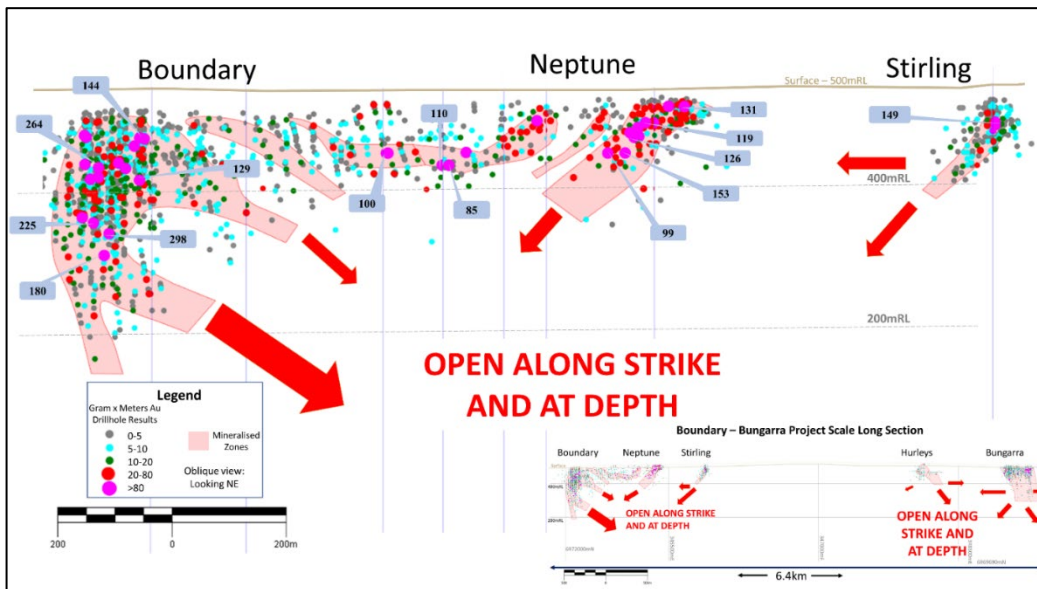 Boundary
Neptune
Stirling
Surface – 500mRL
144
264
129
225
298
180
100
110
85
131
119
126
153
99
149
400mRL
200mRL
OPEN ALONG STRIKE
AND AT DEPTH
Legend
Gram x Meters Au
Drillhole Results
0-5
5-10
10-20
20-80
>80
Mineralised
Zones
Oblique view:
Looking NE
200
0
200m
Boundary – Bungarra Project Scale Long Section
Boundary
Neptune
Stirling
Hurleys
Bungarra
Surface
400mRL
200mRL
OPEN ALONG STRIKE
AND AT DEPTH
OPEN ALONG
STRIKE AND
AT DEPTH
6.4km